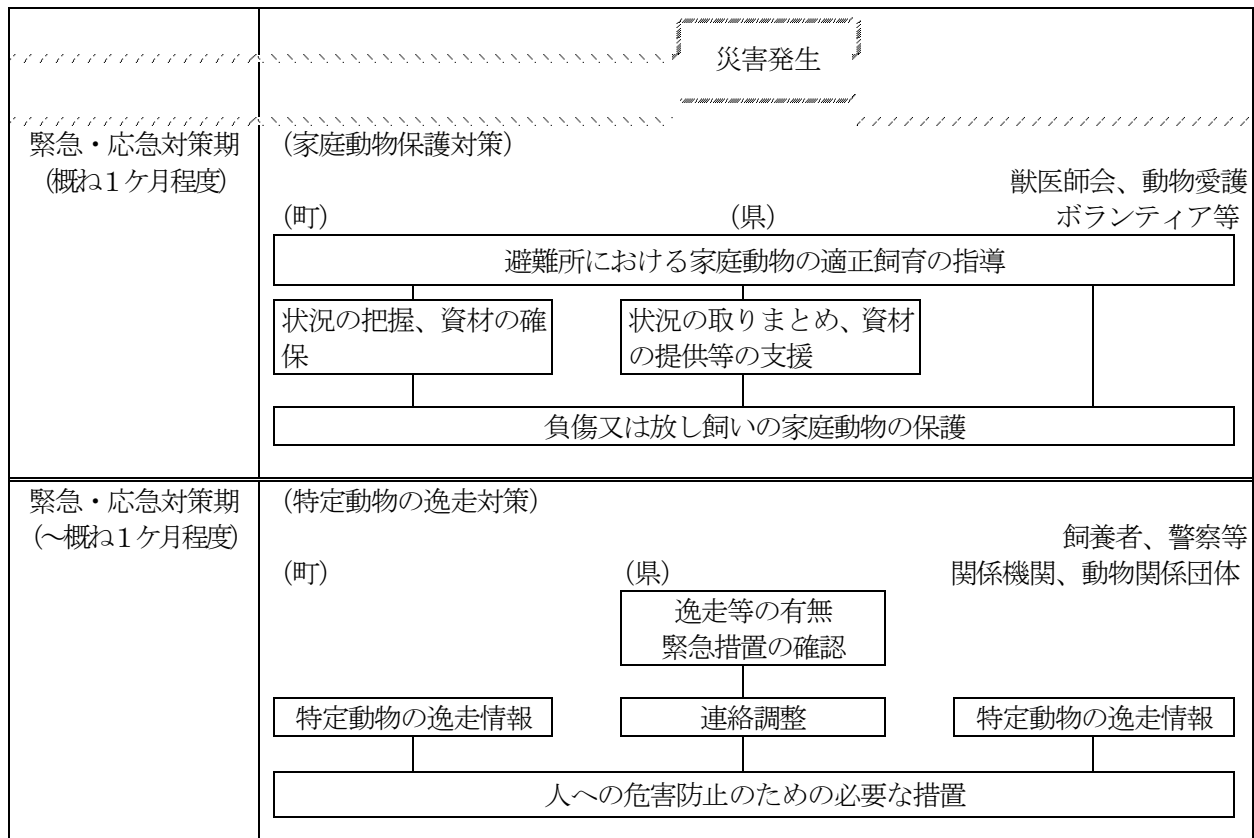 災害発生
緊急・応急対策期
(概ね1ケ月程度)
(家庭動物保護対策)
獣医師会、動物愛護
(町)
(県)
ボランティア等
避難所における家庭動物の適正飼育の指導
状況の把握、資材の確
保
状況の取りまとめ、資材
の提供等の支援
負傷又は放し飼いの家庭動物の保護
緊急・応急対策期
(~概ね1ケ月程度)
(特定動物の逸走対策)
飼養者、警察等
(町)
(県)
関係機関、動物関係団体
逸走等の有無
緊急措置の確認
特定動物の逸走情報
連絡調整
特定動物の逸走情報
人への危害防止のための必要な措置